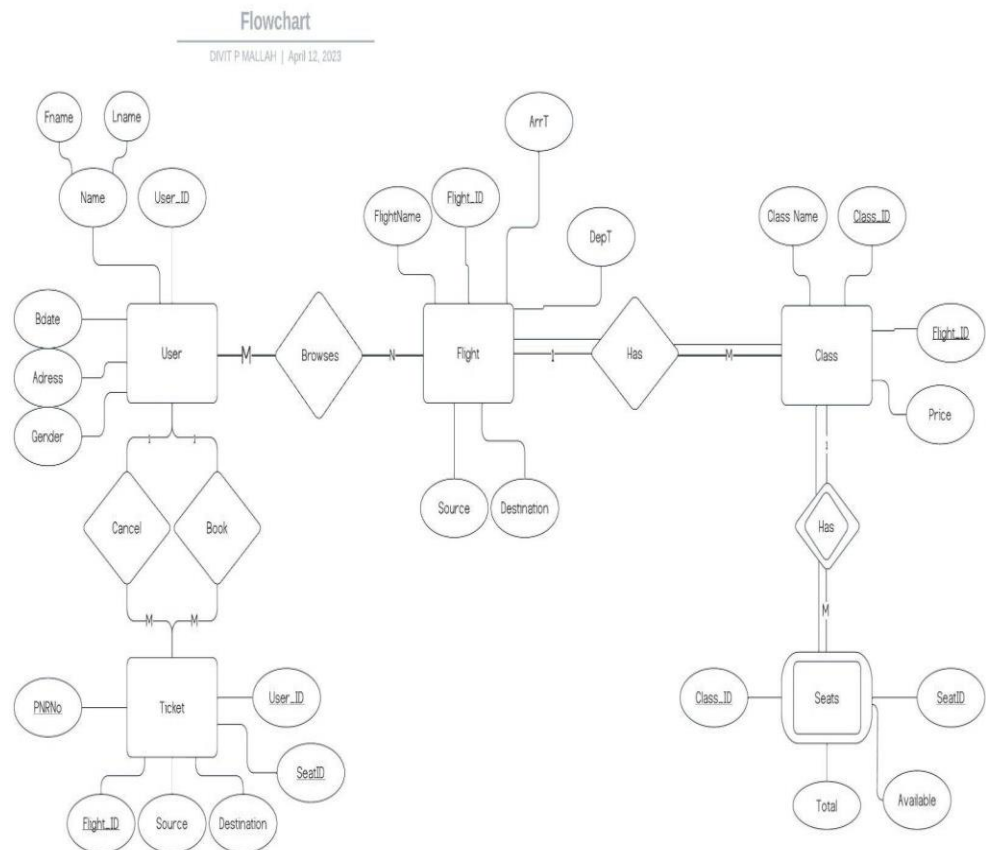 Flowchart
DIVIT P MALLAH | April 12, 2023
Fname
Lname
Name
User_ID
FlightName
Flight_ID
ArrT
DepT
Class Name
Class_ID
Bdate
Adress
Gender
User
M
Browses
N
Flight
1
Has
M
Class
Flight_ID
Price
Source
Destination
1
1
Cancel
Book
M
M
1
Has
M
PNRNo
Ticket
User_ID
SeatID
Flight_ID
Source
Destination
Class_ID
Seats
SeatID
Total
Available